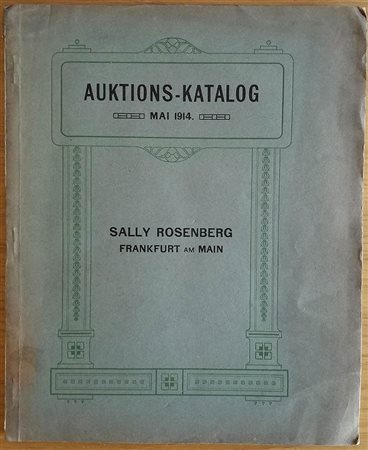 AUKTIONS-KATALOG
MAI 1914.
SALLY ROSENBERG
FRANKFURT AM MAIN